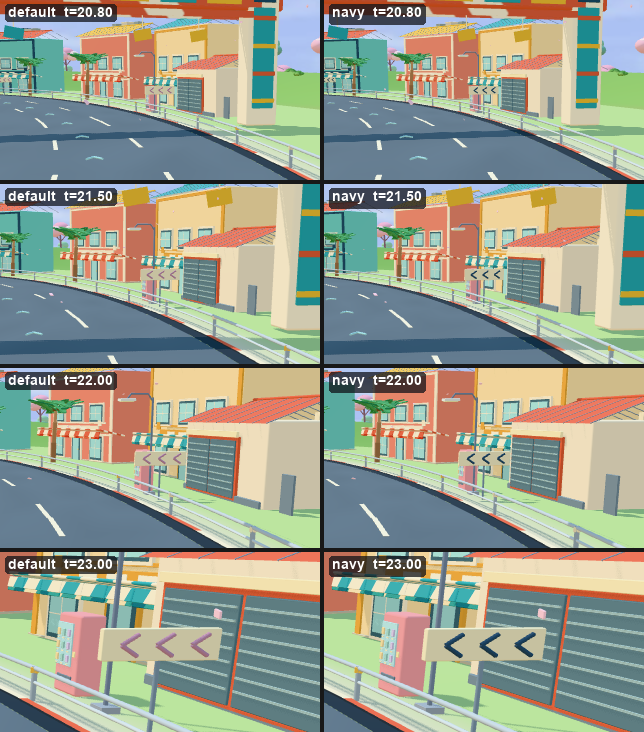 default t=20.80
navy t=20.80
default t=21.50
navy t=21.50
default t=22.00
navy t=22.00
default t=23.00
navy t=23.00